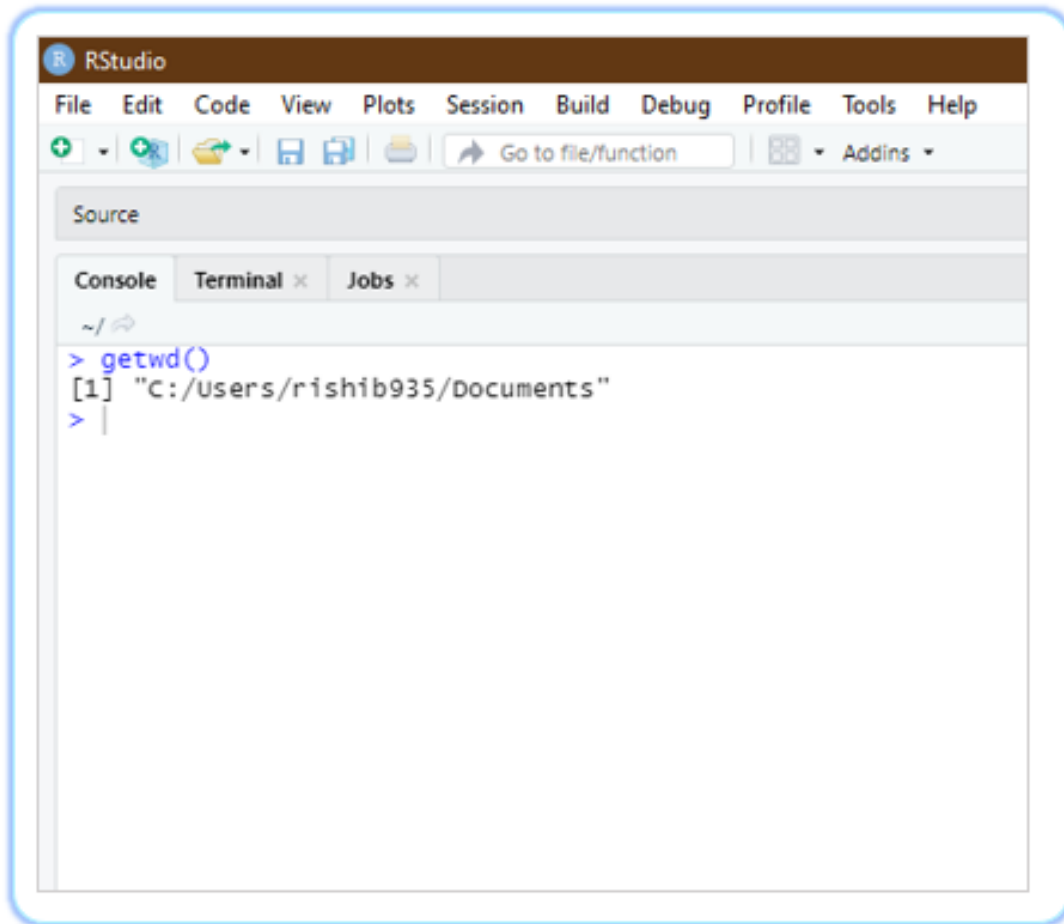 R RStudio
File Edit Code View Plots Session Build Debug Profile Tools Help
R Go to file/function Addins
Source
Console Terminal × Jobs ×
~/
> getwd()
[1] "C:/Users/rishib935/Documents"
>